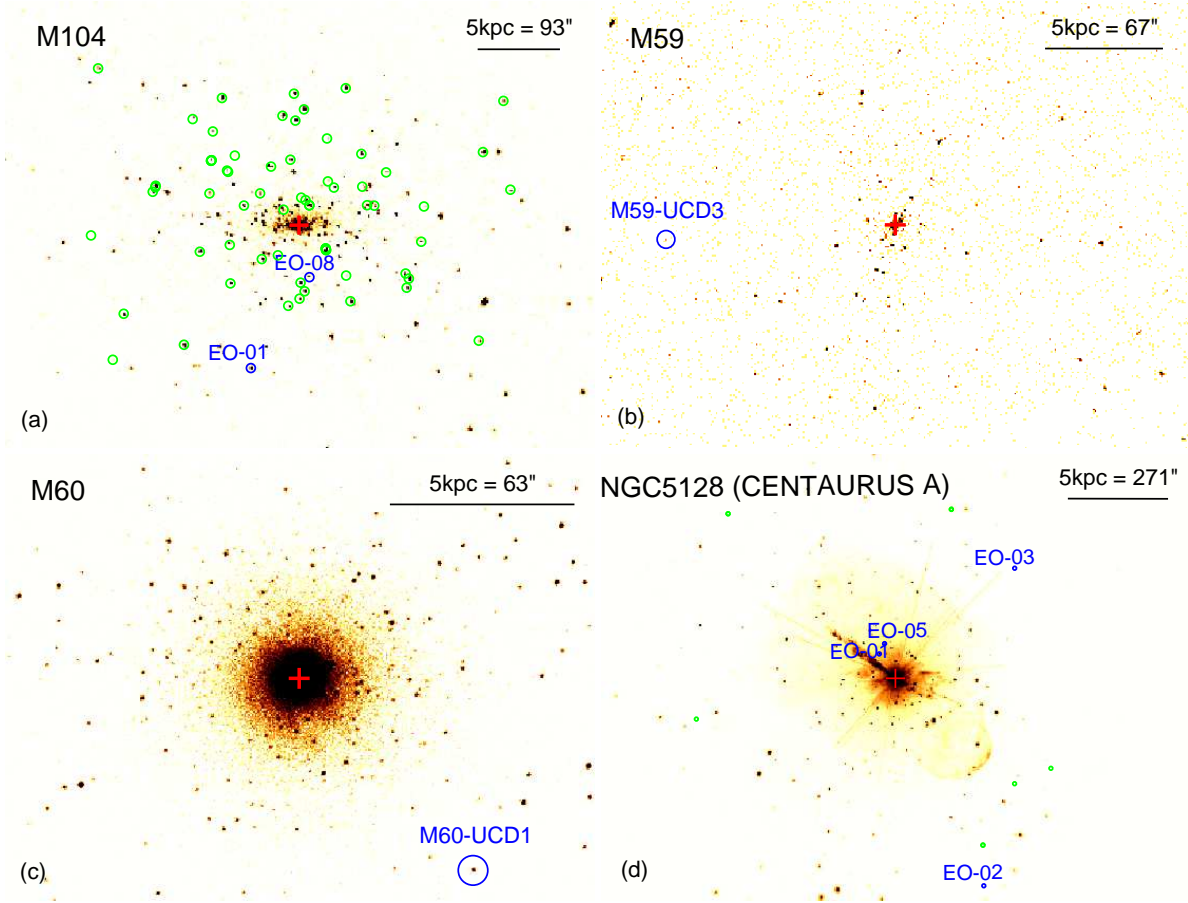 M104
5kpc = 93"
EO-08
EO-01
(a)
M59
5kpc = 67"
M59-UCD3
(b)
M60
5kpc = 63"
M60-UCD1
(c)
NGC5128 (CENTAURUS A)
5kpc = 271"
EO-03
EO-05
EO-01
EO-02
(d)